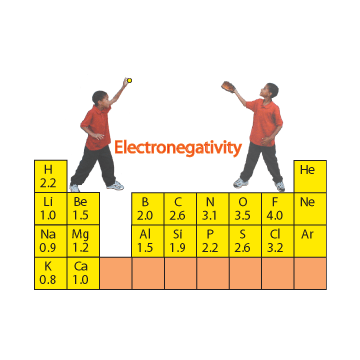 Electronegativity
H He
2.2
Li Be B C N O F Ne
1.0 1.5 2.0 2.6 3.1 3.5 4.0
Na Mg Al Si P S Cl Ar
0.9 1.2 1.5 1.9 2.2 2.6 3.2
K Ca
0.8 1.0